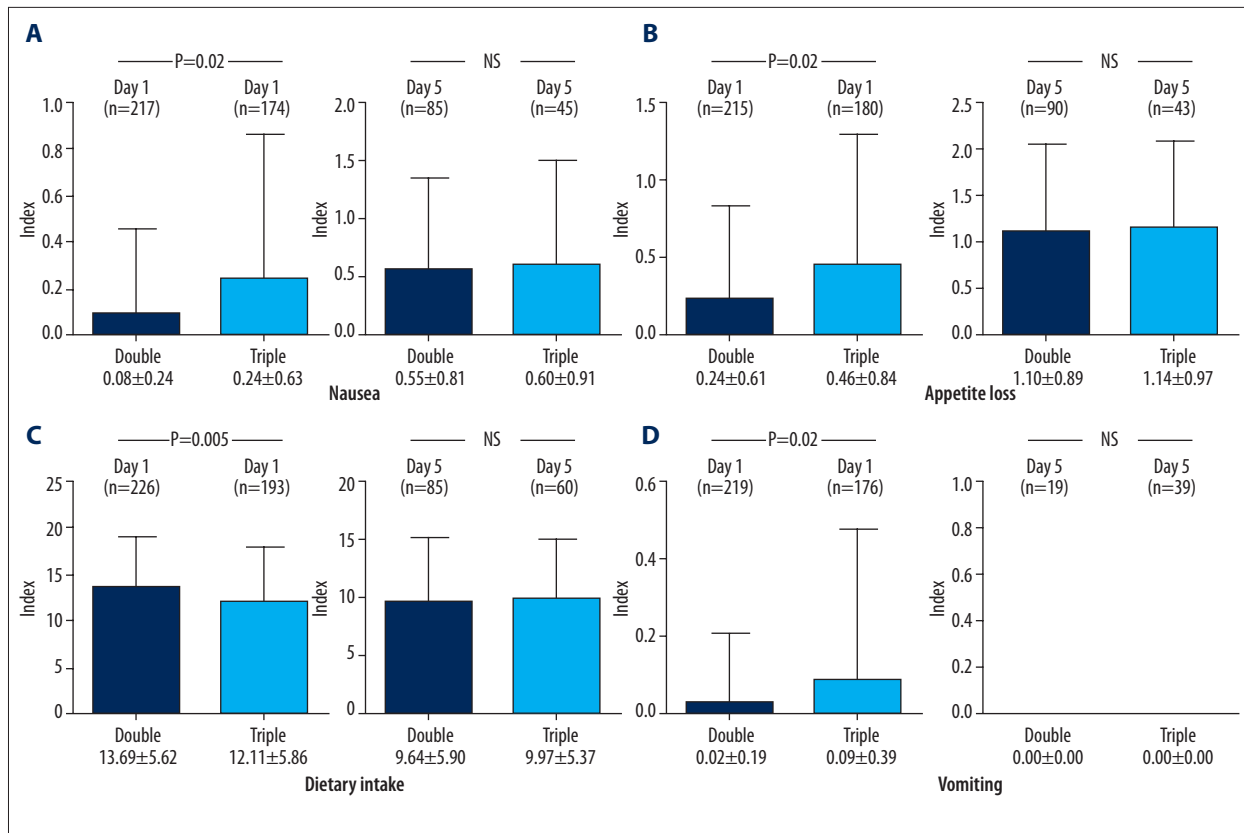 A
P=0.02
Day 1
(n=217)
Day 1
(n=174)
Index
1.0
0.8
0.6
0.4
0.2
0.0
Double
0.08±0.24
Triple
0.24±0.63
NS
Day 5
(n=85)
Day 5
(n=45)
Index
2.0
1.5
1.0
0.5
0.0
Double
0.55±0.81
Triple
0.60±0.91
Nausea
B
P=0.02
Day 1
(n=215)
Day 1
(n=180)
Index
1.5
1.0
0.5
0.0
Double
0.24±0.61
Triple
0.46±0.84
NS
Day 5
(n=90)
Day 5
(n=43)
Index
2.5
2.0
1.5
1.0
0.5
0.0
Double
1.10±0.89
Triple
1.14±0.97
Appetite loss
C
P=0.005
Day 1
(n=226)
Day 1
(n=193)
Index
25
20
15
10
5
0
Double
13.69±5.62
Triple
12.11±5.86
NS
Day 5
(n=85)
Day 5
(n=60)
Index
20
15
10
5
0
Double
9.64±5.90
Triple
9.97±5.37
Dietary intake
D
P=0.02
Day 1
(n=219)
Day 1
(n=176)
Index
0.6
0.4
0.2
0.0
Double
0.02±0.19
Triple
0.09±0.39
NS
Day 5
(n=19)
Day 5
(n=39)
Index
1.0
0.8
0.6
0.4
0.2
0.0
Double
0.00±0.00
Triple
0.00±0.00
Vomiting